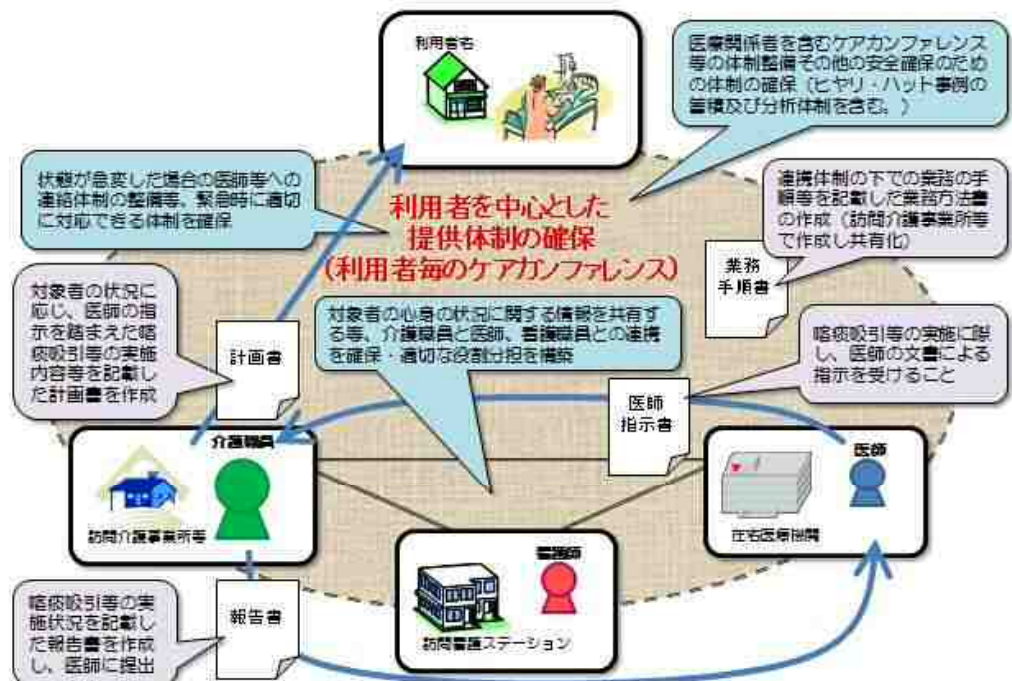 利用者宅
医療関係者を含むケアカンファレンス
等の体制整備その他の安全確保のため
の体制の確保（ヒヤリ・ハット事例の
蓄積及び分析体制を含む。）
状態が急変した場合の医師等への
連絡体制の整備等、緊急時に適切
に対応できる体制を確保
利用者を中心とした
提供体制の確保
（利用者毎のケアカンファレンス）
連携体制の下での業務の手
順等を記載した業務方法書
の作成（訪問介護事業所等
で作成し共有化）
業務
手順書
対象者の状況に
応じ、医師の指
示を踏まえた喀
痰吸引等の実施
内容等を記載し
た計画書を作成
計画書
対象者の心身の状況に関する情報を共有す
る等、介護職員と医師、看護職員との連携
を確保・適切な役割分担を構築
喀痰吸引等の実施に際
し、医師の文書による
指示を受けること
医師
指示書
介護職員
訪問介護事業所等
医師
在宅医療機関
看護師
訪問看護ステーション
喀痰吸引等の実
施状況を記載し
た報告書を作成
し、医師に提出
報告書